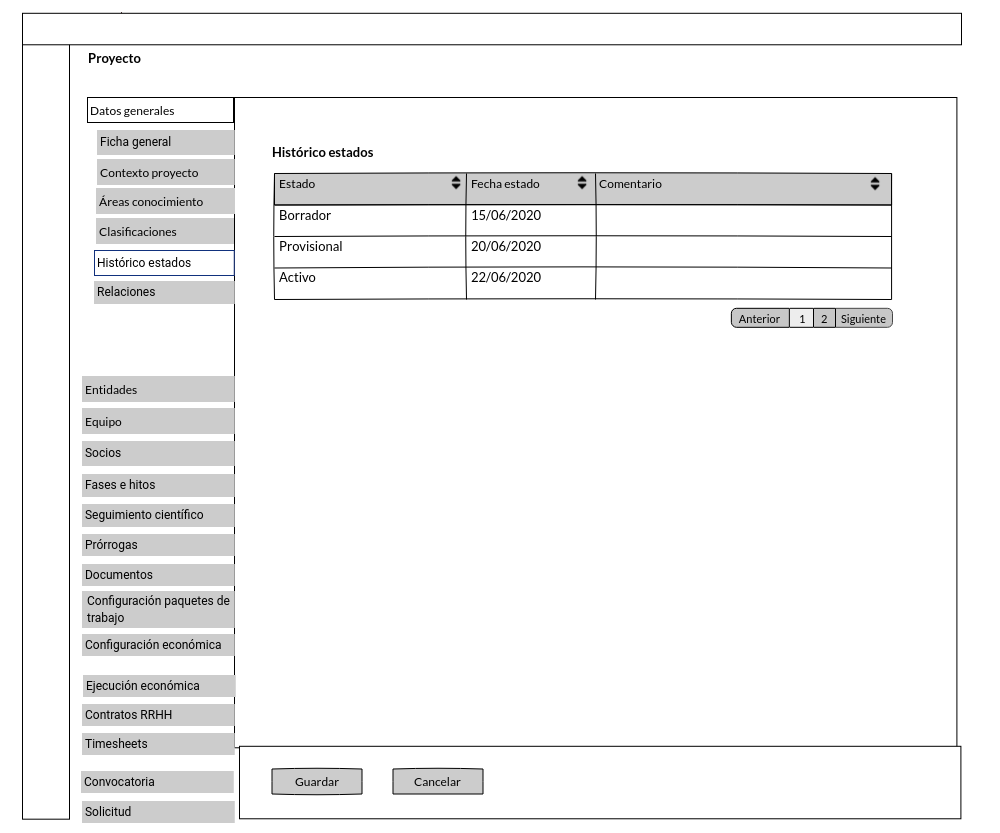 Proyecto
Datos generales
Ficha general
Contexto proyecto
Áreas conocimiento
Clasificaciones
Histórico estados
Relaciones
Entidades
Equipo
Socios
Fases e hitos
Seguimiento científico
Prórrogas
Documentos
Configuración paquetes de
trabajo
Configuración económica
Ejecución económica
Contratos RRHH
Timesheets
Convocatoria
Solicitud
Histórico estados
Estado Fecha estado Comentario
Borrador 15/06/2020
Provisional 20/06/2020
Activo 22/06/2020
Anterior 1 2 Siguiente
Guardar Cancelar